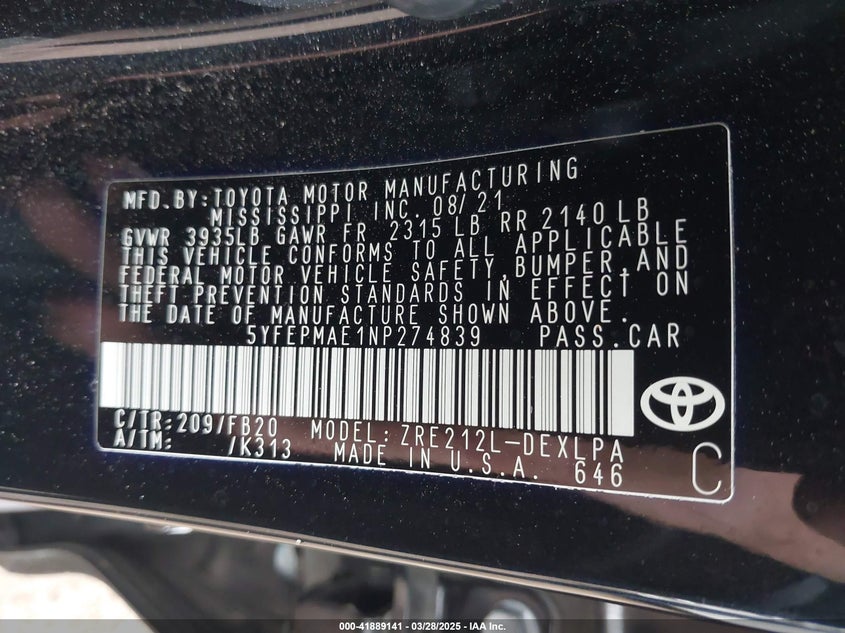 MFD. BY: TOYOTA MOTOR MANUFACTURING
MISSISSIPPI INC. 08/21
GVWR 3935LB GAWR FR 2315 LB RR 2140 LB
THIS VEHICLE CONFORMS TO ALL APPLICABLE
FEDERAL MOTOR VEHICLE SAFETY, BUMPER, AND
THEFT PREVENTION STANDARDS IN EFFECT ON
THE DATE OF MANUFACTURE SHOWN ABOVE.
5YFEPMAE1NP274839 PASS. CAR
C/TR: 209/FB20 MODEL: ZRE212L-DEXLPA
A/TM: /K313 MADE IN U.S.A. 646
C
000-41889141 | 03/28/2025 - IAA Inc.